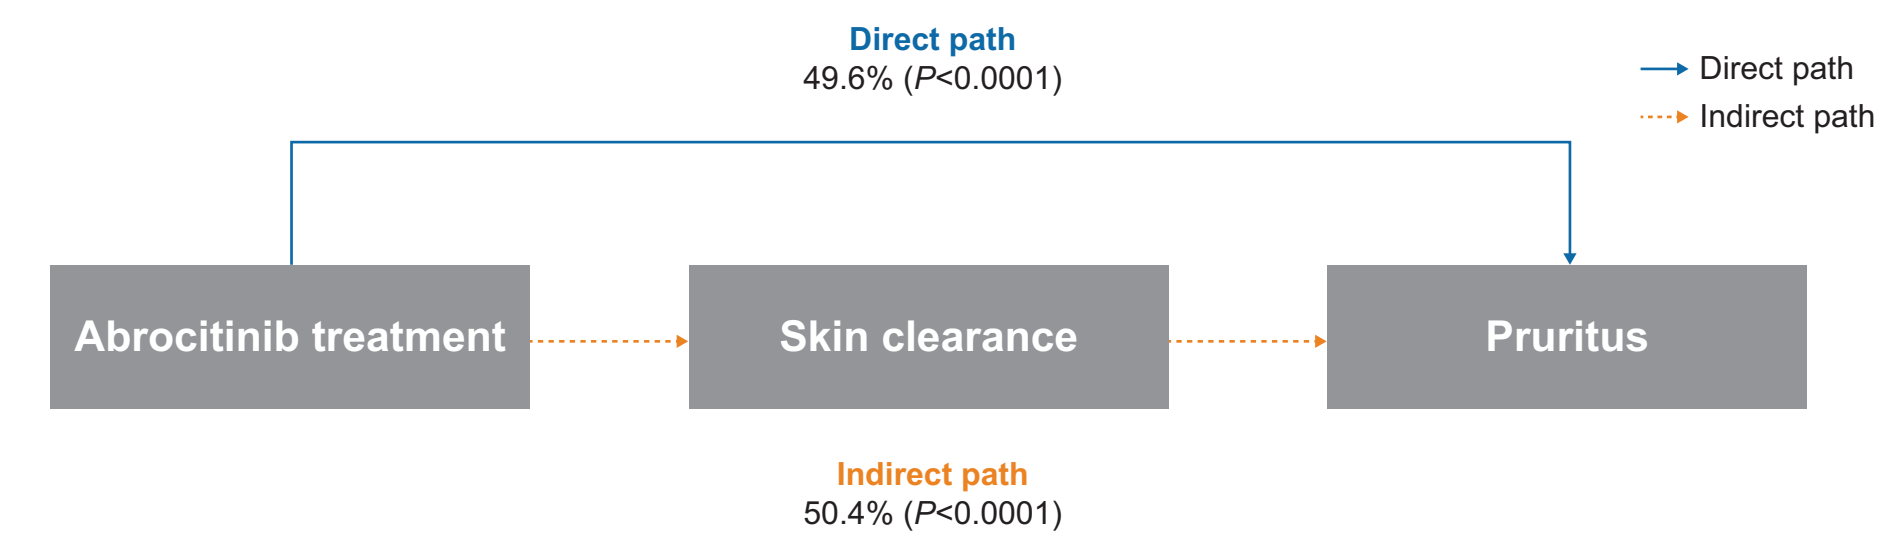 Direct path
49.6% (P<0.0001)
Direct path
Indirect path
Abrocitinib treatment
Skin clearance
Pruritus
Indirect path
50.4% (P<0.0001)